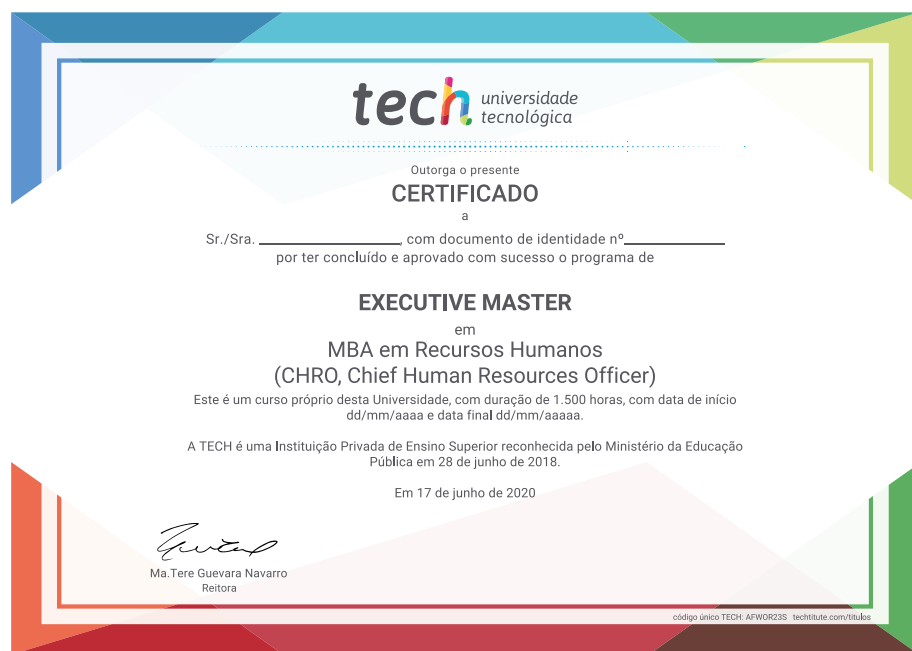 tech universidade
tecnológica
Outorga o presente
CERTIFICADO
a
Sr./Sra. ____________________, com documento de identidade nº______________
por ter concluído e aprovado com sucesso o programa de
EXECUTIVE MASTER
em
MBA em Recursos Humanos
(CHRO, Chief Human Resources Officer)
Este é um curso próprio desta Universidade, com duração de 1.500 horas, com data de início
dd/mm/aaaa e data final dd/mm/aaaaa.
A TECH é uma Instituição Privada de Ensino Superior reconhecida pelo Ministério da Educação
Pública em 28 de junho de 2018.
Em 17 de junho de 2020
Ma.Tere Guevara Navarro
Reitora
código único TECH: AFWOR23S techtitute.com/titulos